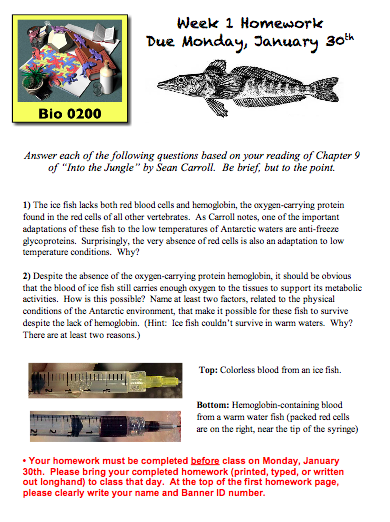 Week 1 Homework
Due Monday, January 30th
Bio 0200
Answer each of the following questions based on your reading of Chapter 9
of “Into the Jungle” by Sean Carroll. Be brief, but to the point.
1) The ice fish lacks both red blood cells and hemoglobin, the oxygen-carrying protein
found in the red cells of all other vertebrates. As Carroll notes, one of the important
adaptations of these fish to the low temperatures of Antarctic waters are anti-freeze
glycoproteins. Surprisingly, the very absence of red cells is also an adaptation to low
temperature conditions. Why?
2) Despite the absence of the oxygen-carrying protein hemoglobin, it should be obvious
that the blood of ice fish still carries enough oxygen to the tissues to support its metabolic
activities. How is this possible? Name at least two factors, related to the physical
conditions of the Antarctic environment, that make it possible for these fish to survive
despite the lack of hemoglobin. (Hint: Ice fish couldn’t survive in warm waters. Why?
There are at least two reasons.)
Top: Colorless blood from an ice fish.
Bottom: Hemoglobin-containing blood
from a warm water fish (packed red cells
are on the right, near the tip of the syringe)
• Your homework must be completed before class on Monday, January
30th. Please bring your completed homework (printed, typed, or written
out longhand) to class that day. At the top of the first homework page,
please clearly write your name and Banner ID number.